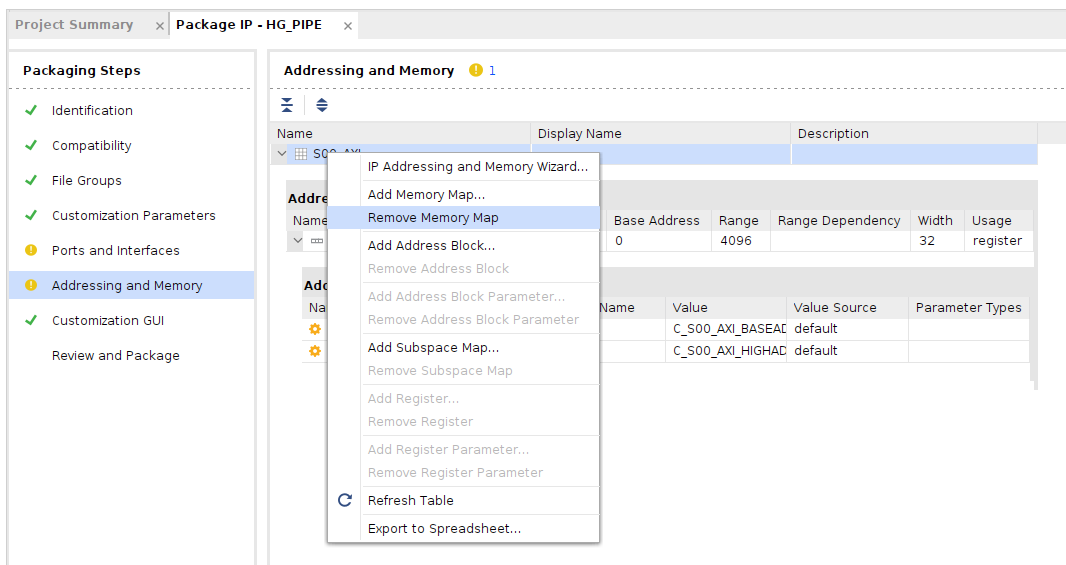 Project Summary × Package IP - HG_PIPE ×
Packaging Steps
Identification
Compatibility
File Groups
Customization Parameters
Ports and Interfaces
Addressing and Memory
Customization GUI
Review and Package
Addressing and Memory 1
Name Display Name Description
IP Addressing and Memory Wizard...
Add Memory Map...
Remove Memory Map
Add Address Block...
Remove Address Block
Add Address Block Parameter...
Remove Address Block Parameter
Add Subspace Map...
Remove Subspace Map
Add Register...
Remove Register
Add Register Parameter...
Remove Register Parameter
Refresh Table
Export to Spreadsheet...
Name Base Address Range Range Dependency Width Usage
0 4096 32 register
Name Value Value Source Parameter Types
C_S00_AXI_BASEAD default
C_S00_AXI_HIGHAD default